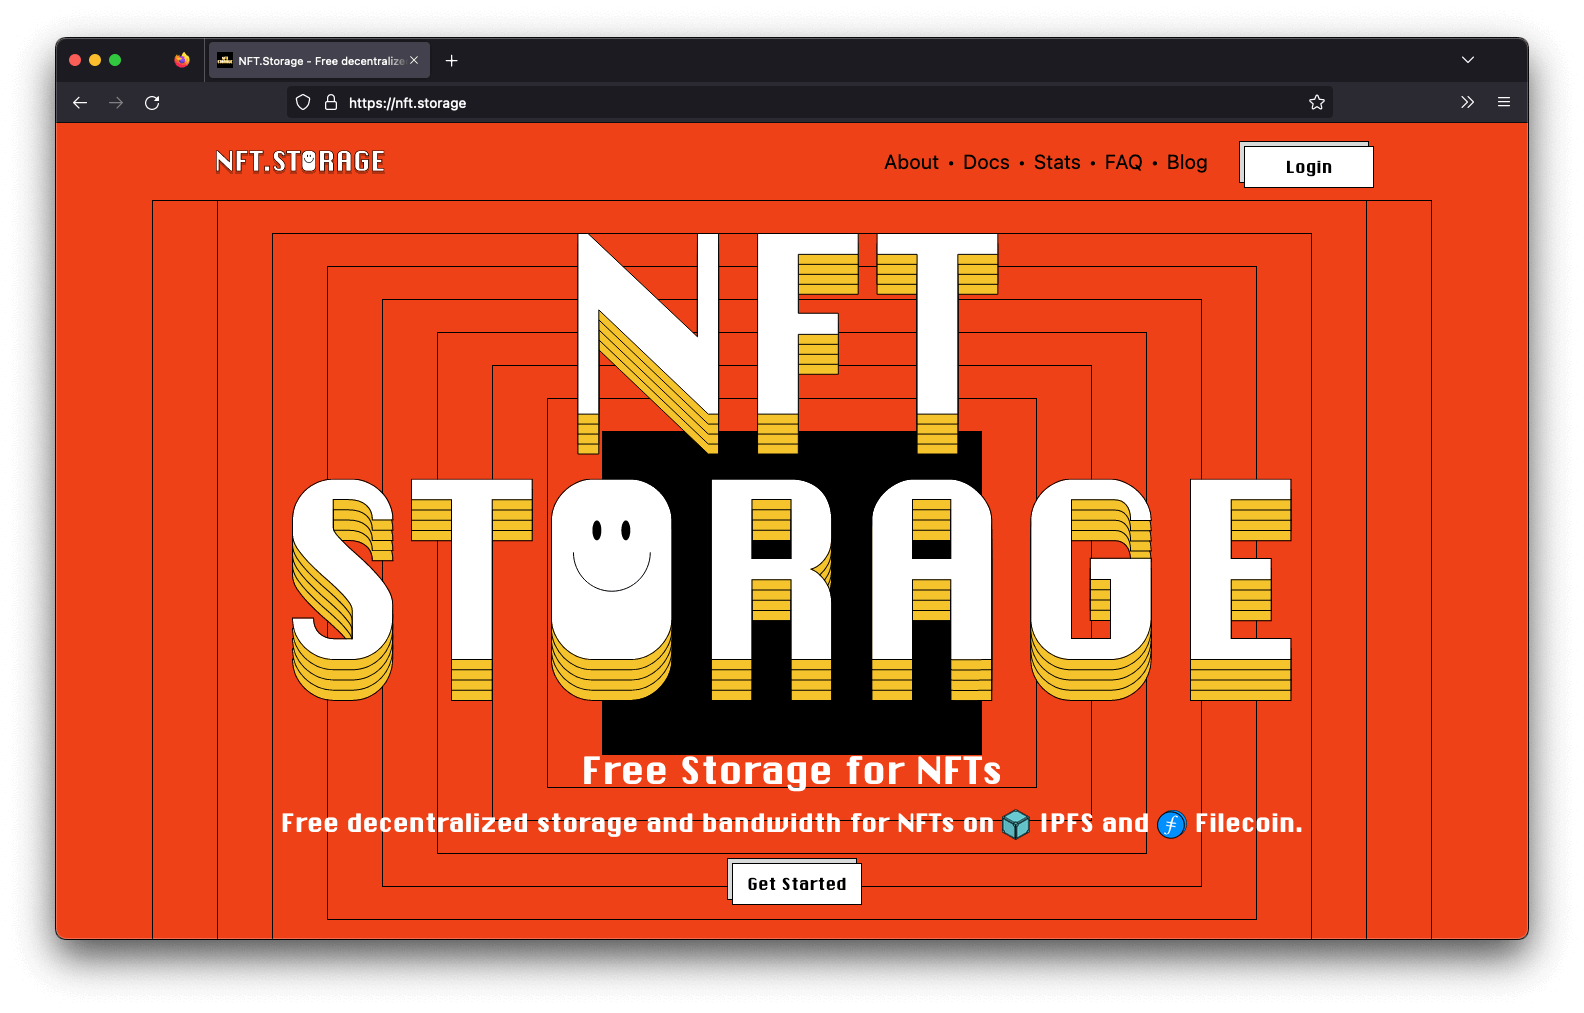 NFT.Storage - Free decentralize
https://nft.storage
NFT.STORAGE
About • Docs • Stats • FAQ • Blog
Login
NFT
STORAGE
Free Storage for NFTs
Free decentralized storage and bandwidth for NFTs on IPFS and Filecoin.
Get Started